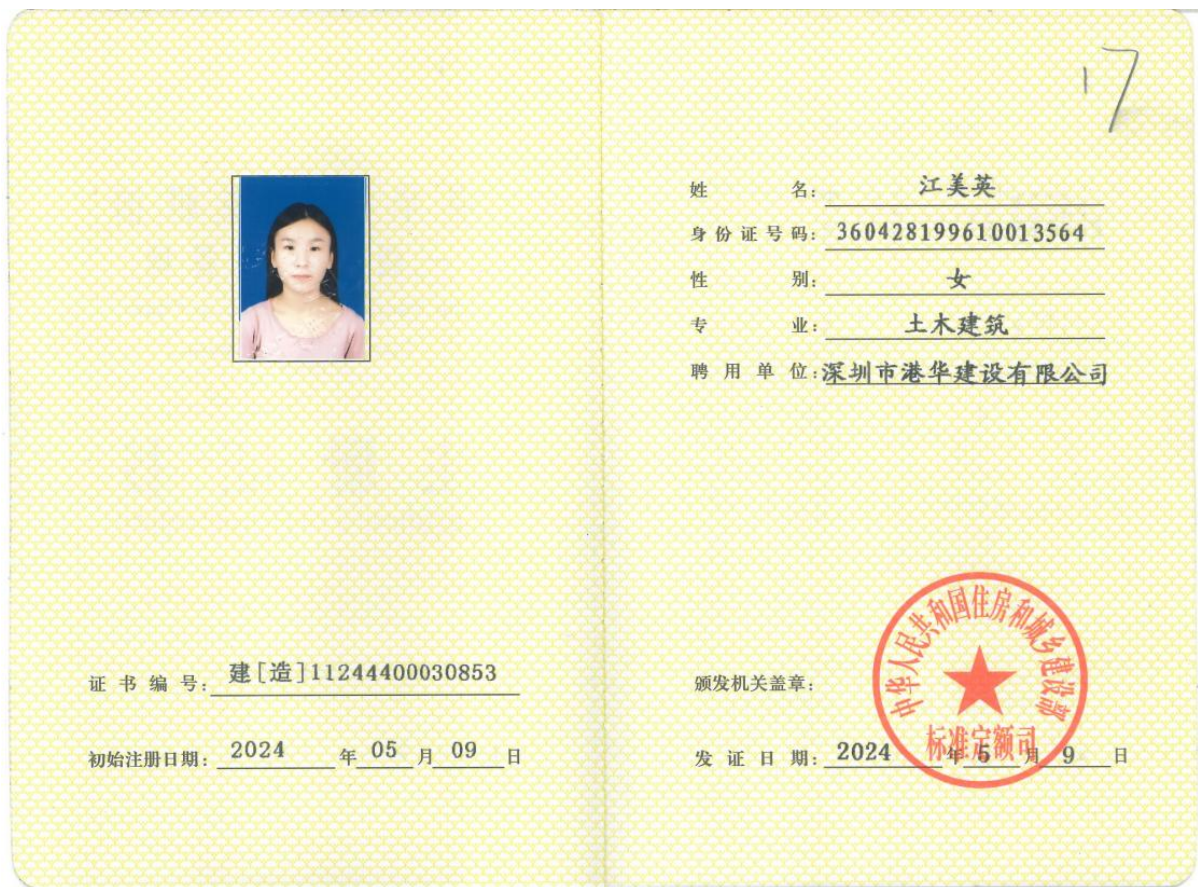 17
姓 名: 江美英
身份证号码: 360428199610013564
性 别: 女
专 业: 土木建筑
聘用单位: 深圳市港华建设有限公司
证书编号: 建[造]11244400030853
初始注册日期: 2024 年 05 月 09 日
颁发机关盖章:
中华人民共和国住房和城乡建设部
标准定额司
发证日期: 2024 年 5 月 9 日